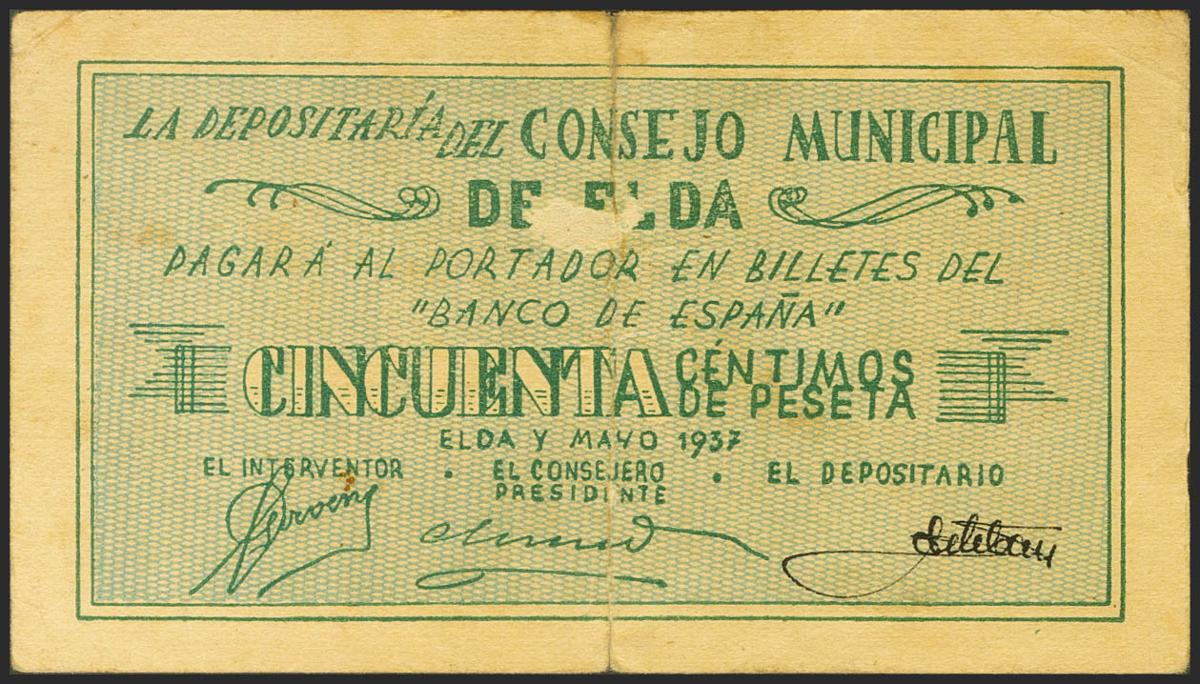 LA DEPOSITARÍA DEL CONSEJO MUNICIPAL
DE ELDA
PAGARÁ AL PORTADOR EN BILLETES DEL
"BANCO DE ESPAÑA"
CINCUENTA CÉNTIMOS
DE PESETA
ELDA Y MAYO 1937
EL INTERVENTOR . EL CONSEJERO . EL DEPOSITARIO
PRESIDENTE